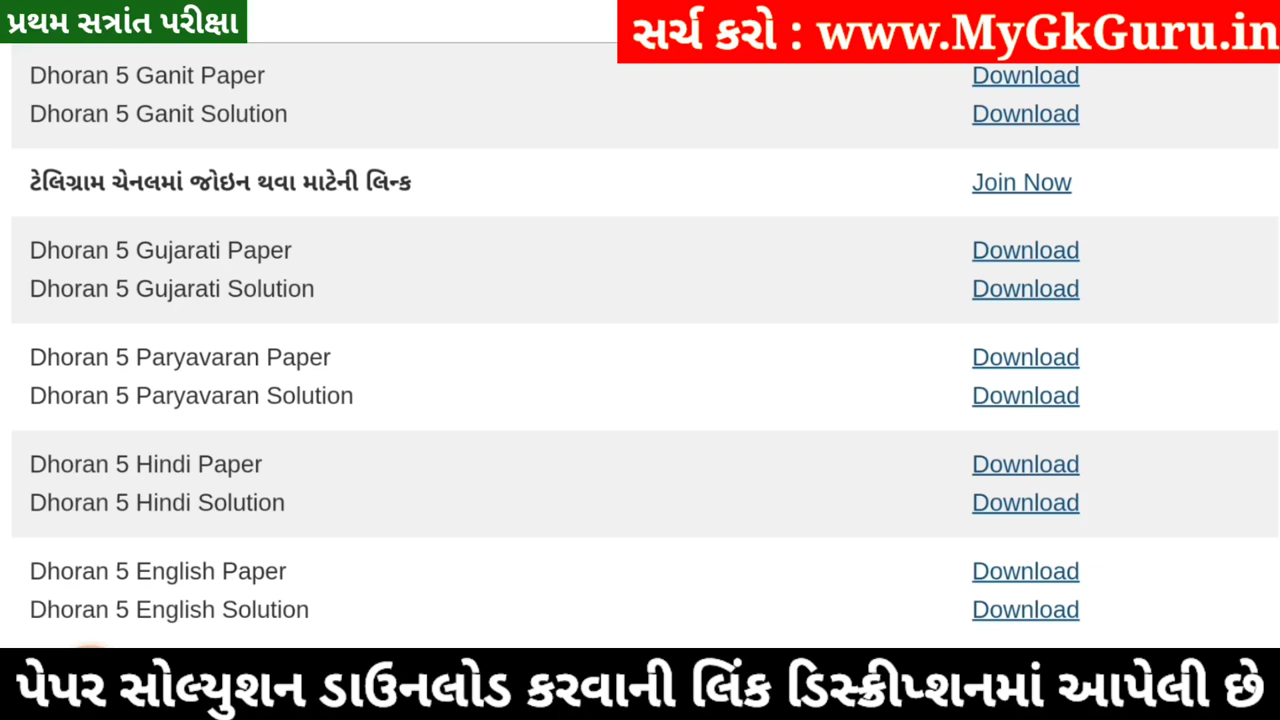 પ્રથમ સત્રાંત પરીક્ષા
સર્ચ કરો : www.MyGkGuru.in
Dhoran 5 Ganit Paper Download
Dhoran 5 Ganit Solution Download
ટેલિગ્રામ ચેનલમાં જોઇન થવા માટેની લિન્ક Join Now
Dhoran 5 Gujarati Paper Download
Dhoran 5 Gujarati Solution Download
Dhoran 5 Paryavaran Paper Download
Dhoran 5 Paryavaran Solution Download
Dhoran 5 Hindi Paper Download
Dhoran 5 Hindi Solution Download
Dhoran 5 English Paper Download
Dhoran 5 English Solution Download
પેપર સોલ્યુશન ડાઉનલોડ કરવાની લિંક ડિસ્ક્રીપ્શનમાં આપેલી છે